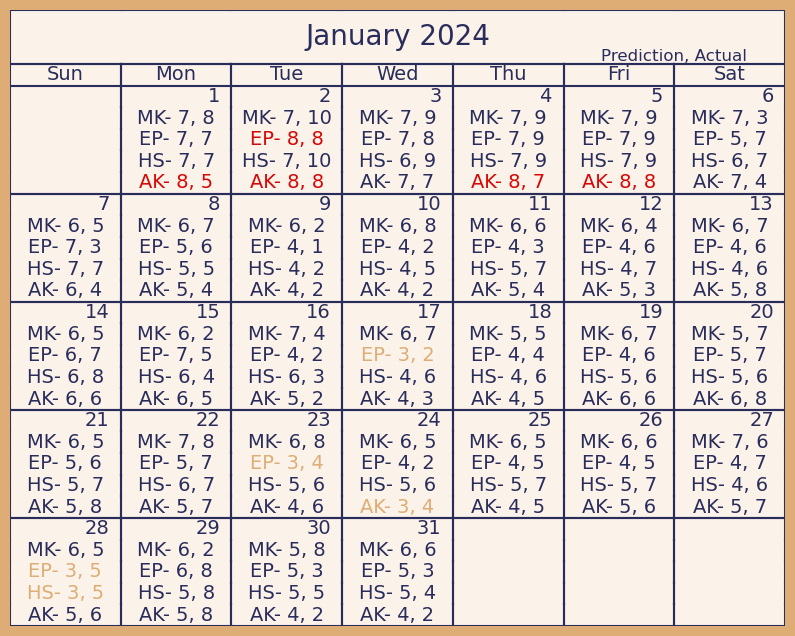 January 2024
Prediction, Actual
Sun Mon Tue Wed Thu Fri Sat
1 2 3 4 5 6
MK- 7, 8 MK- 7, 10 MK- 7, 9 MK- 7, 9 MK- 7, 9 MK- 7, 3
EP- 7, 7 EP- 8, 8 EP- 7, 8 EP- 7, 9 EP- 7, 9 EP- 5, 7
HS- 7, 7 HS- 7, 10 HS- 6, 9 HS- 7, 9 HS- 7, 9 HS- 6, 7
AK- 8, 5 AK- 8, 8 AK- 7, 7 AK- 8, 7 AK- 8, 8 AK- 7, 4
7 8 9 10 11 12 13
MK- 6, 5 MK- 6, 7 MK- 6, 2 MK- 6, 8 MK- 6, 6 MK- 6, 4 MK- 6, 7
EP- 7, 3 EP- 5, 6 EP- 4, 1 EP- 4, 2 EP- 4, 3 EP- 4, 6 EP- 4, 6
HS- 7, 7 HS- 5, 5 HS- 4, 2 HS- 4, 5 HS- 5, 7 HS- 4, 7 HS- 4, 6
AK- 6, 4 AK- 5, 4 AK- 4, 2 AK- 4, 2 AK- 5, 4 AK- 5, 3 AK- 5, 8
14 15 16 17 18 19 20
MK- 6, 5 MK- 6, 2 MK- 7, 4 MK- 6, 7 MK- 5, 5 MK- 6, 7 MK- 5, 7
EP- 6, 7 EP- 7, 5 EP- 4, 2 EP- 3, 2 EP- 4, 4 EP- 4, 6 EP- 5, 7
HS- 6, 8 HS- 6, 4 HS- 6, 3 HS- 4, 6 HS- 4, 6 HS- 5, 6 HS- 5, 6
AK- 6, 6 AK- 6, 5 AK- 5, 2 AK- 4, 3 AK- 4, 5 AK- 6, 6 AK- 6, 8
21 22 23 24 25 26 27
MK- 6, 5 MK- 7, 8 MK- 6, 8 MK- 6, 5 MK- 6, 5 MK- 6, 6 MK- 7, 6
EP- 5, 6 EP- 5, 7 EP- 3, 4 EP- 4, 2 EP- 4, 5 EP- 4, 5 EP- 4, 7
HS- 5, 7 HS- 6, 7 HS- 5, 6 HS- 5, 6 HS- 5, 7 HS- 5, 7 HS- 4, 6
AK- 5, 8 AK- 5, 7 AK- 4, 6 AK- 3, 4 AK- 4, 5 AK- 5, 6 AK- 5, 7
28 29 30 31
MK- 6, 5 MK- 6, 2 MK- 5, 8 MK- 6, 6
EP- 3, 5 EP- 6, 8 EP- 5, 3 EP- 5, 3
HS- 3, 5 HS- 5, 8 HS- 5, 5 HS- 5, 4
AK- 5, 6 AK- 5, 8 AK- 4, 2 AK- 4, 2